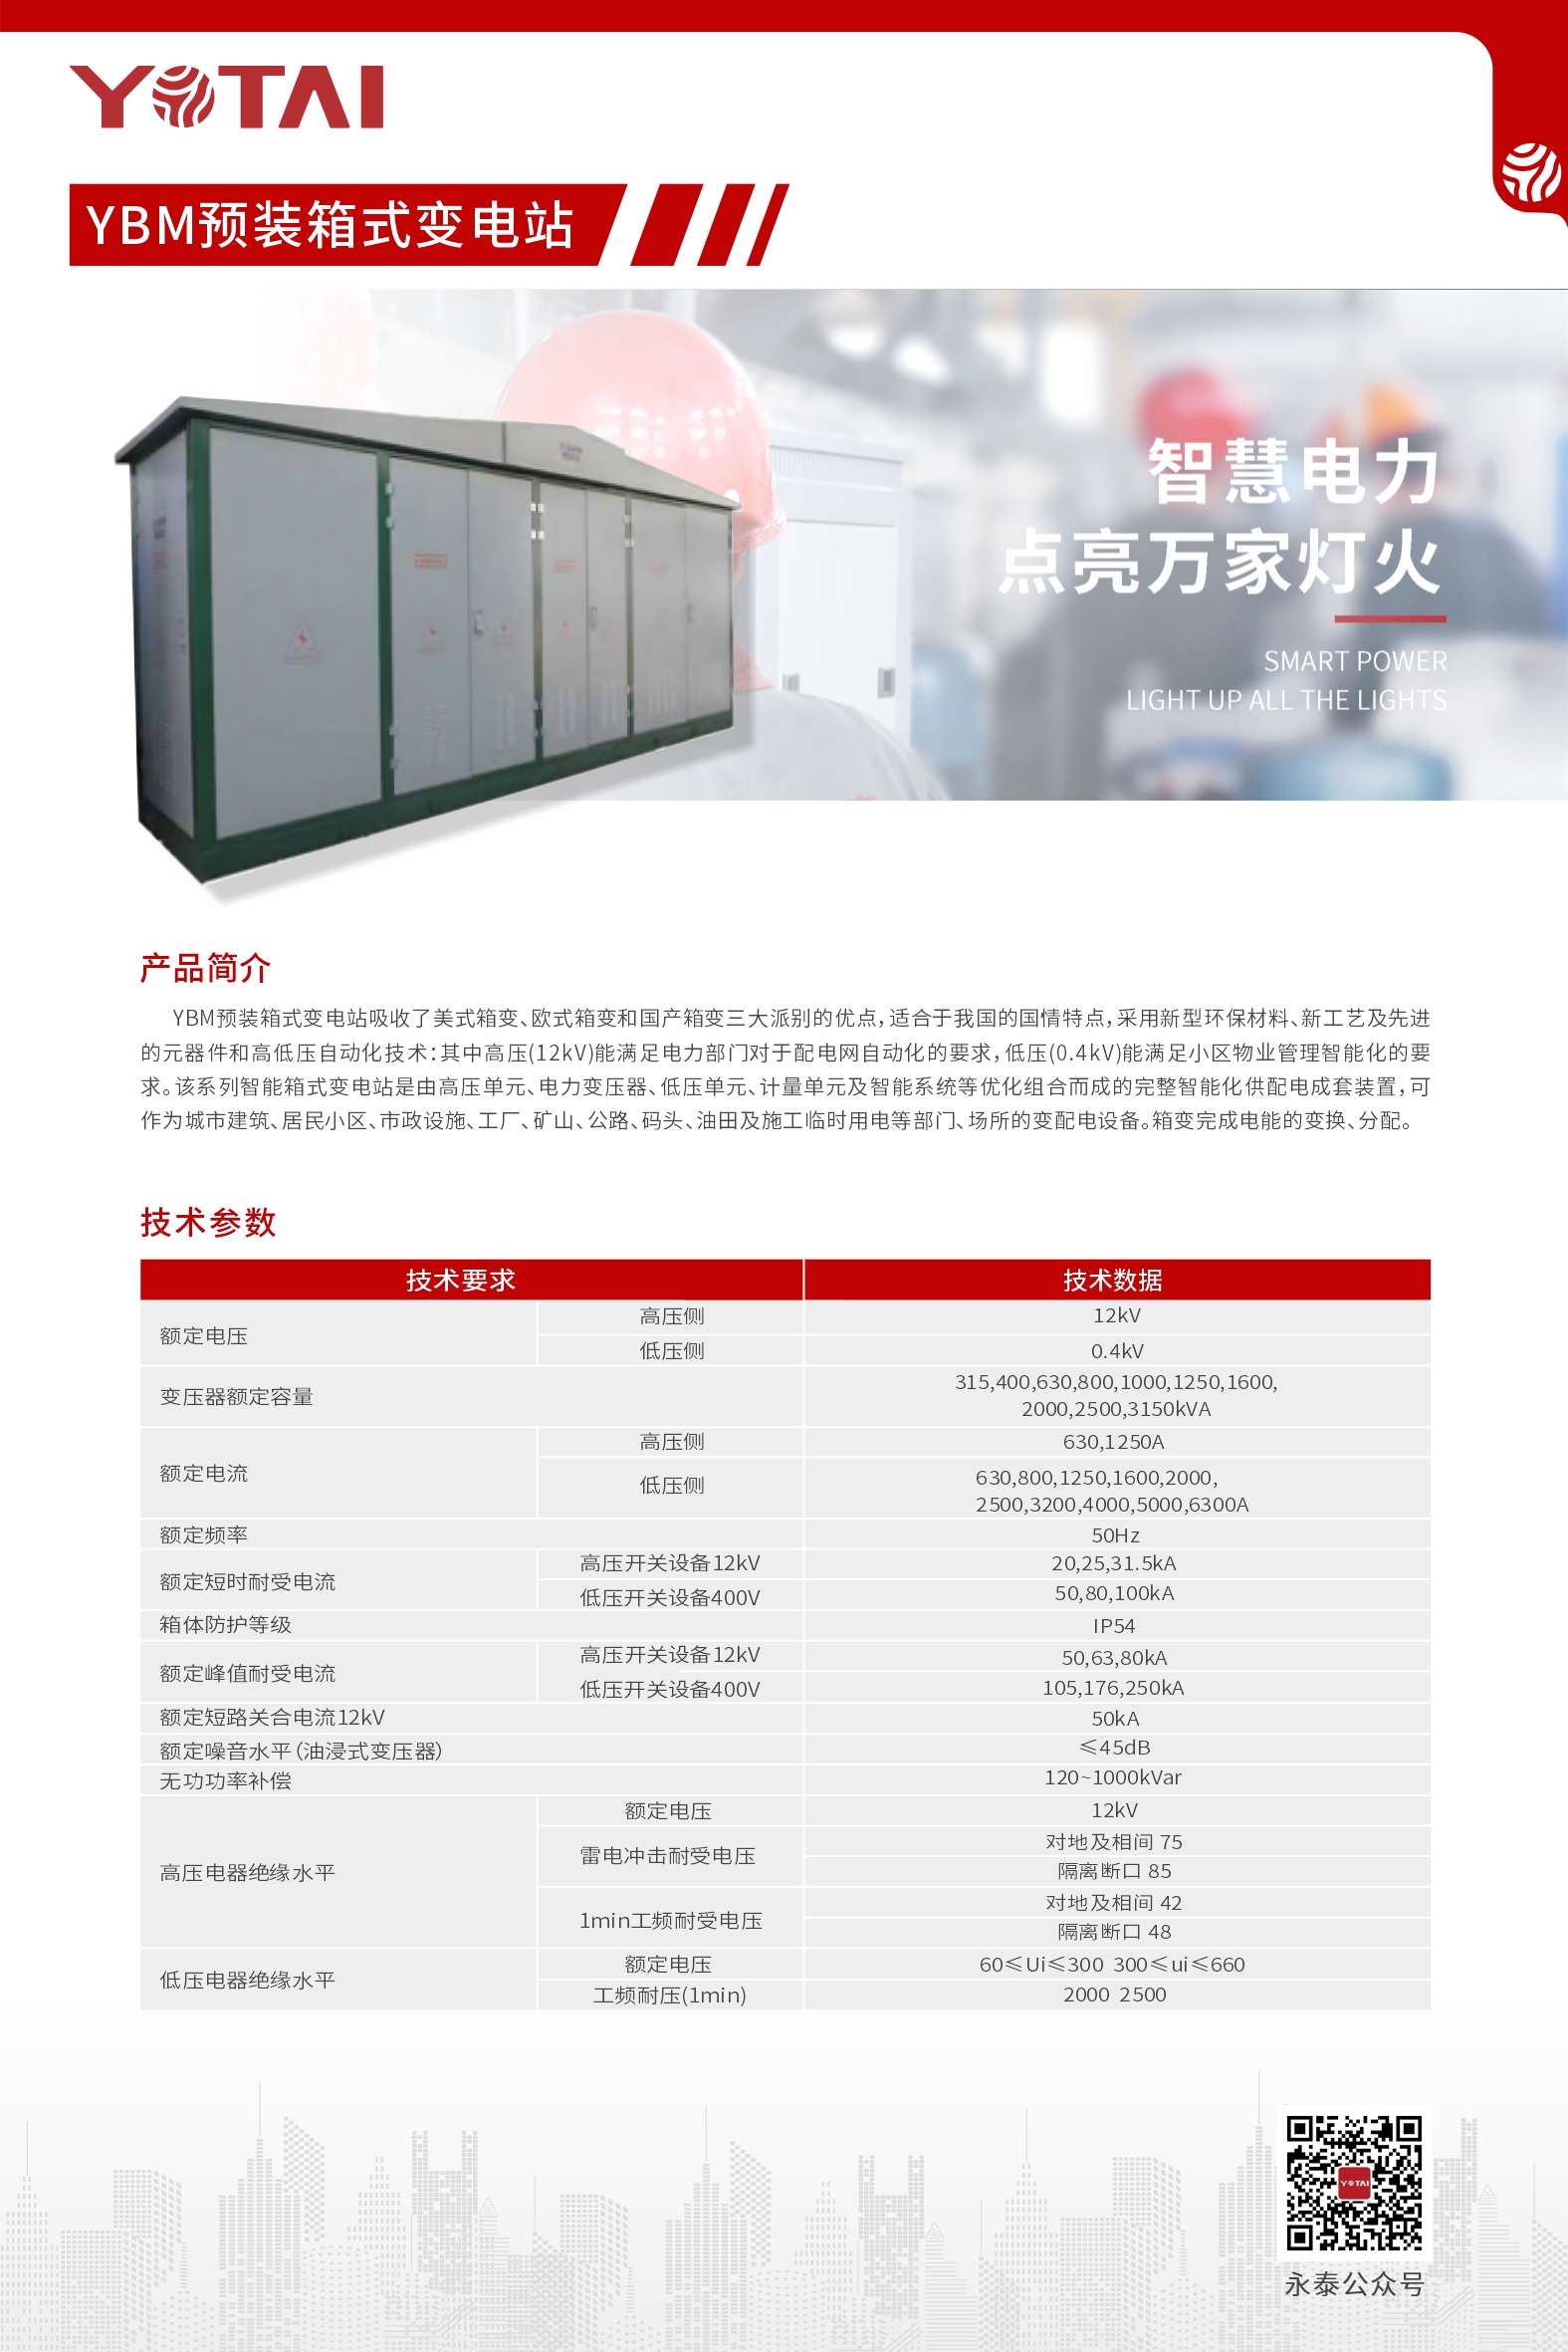 YOTAI
YBM预装箱式变电站
智慧电力
点亮万家灯火
SMART POWER
LIGHT UP ALL THE LIGHTS
产品简介
YBM预装箱式变电站吸收了美式箱变、欧式箱变和国产箱变三大派别的优点，适合于我国的国情特点，采用新型环保材料、新工艺及先进
的元器件和高低压自动化技术：其中高压(12kV)能满足电力部门对于配电网自动化的要求，低压(0.4kV)能满足小区物业管理智能化的要
求。该系列智能箱式变电站是由高压单元、电力变压器、低压单元、计量单元及智能系统等优化组合而成的完整智能化供配电成套装置，可
作为城市建筑、居民小区、市政设施、工厂、矿山、公路、码头、油田及施工临时用电等部门、场所的变配电设备。箱变完成电能的变换、分配。
技术参数
技术要求 技术数据
额定电压 高压侧 12kV
低压侧 0.4kV
变压器额定容量 315,400,630,800,1000,1250,1600,
2000,2500,3150kVA
额定电流 高压侧 630,1250A
低压侧 630,800,1250,1600,2000,
2500,3200,4000,5000,6300A
额定频率 50Hz
额定短时耐受电流 高压开关设备12kV 20,25,31.5kA
低压开关设备400V 50,80,100kA
箱体防护等级 IP54
额定峰值耐受电流 高压开关设备12kV 50,63,80kA
低压开关设备400V 105,176,250kA
额定短路关合电流12kV 50kA
额定噪音水平（油浸式变压器） ≤45dB
无功功率补偿 120~1000kVar
高压电器绝缘水平 额定电压 12kV
雷电冲击耐受电压 对地及相间 75
隔离断口 85
1min工频耐受电压 对地及相间 42
隔离断口 48
低压电器绝缘水平 额定电压 60≤Ui≤300 300≤ui≤660
工频耐压(1min) 2000 2500
YOTAI
永泰公众号